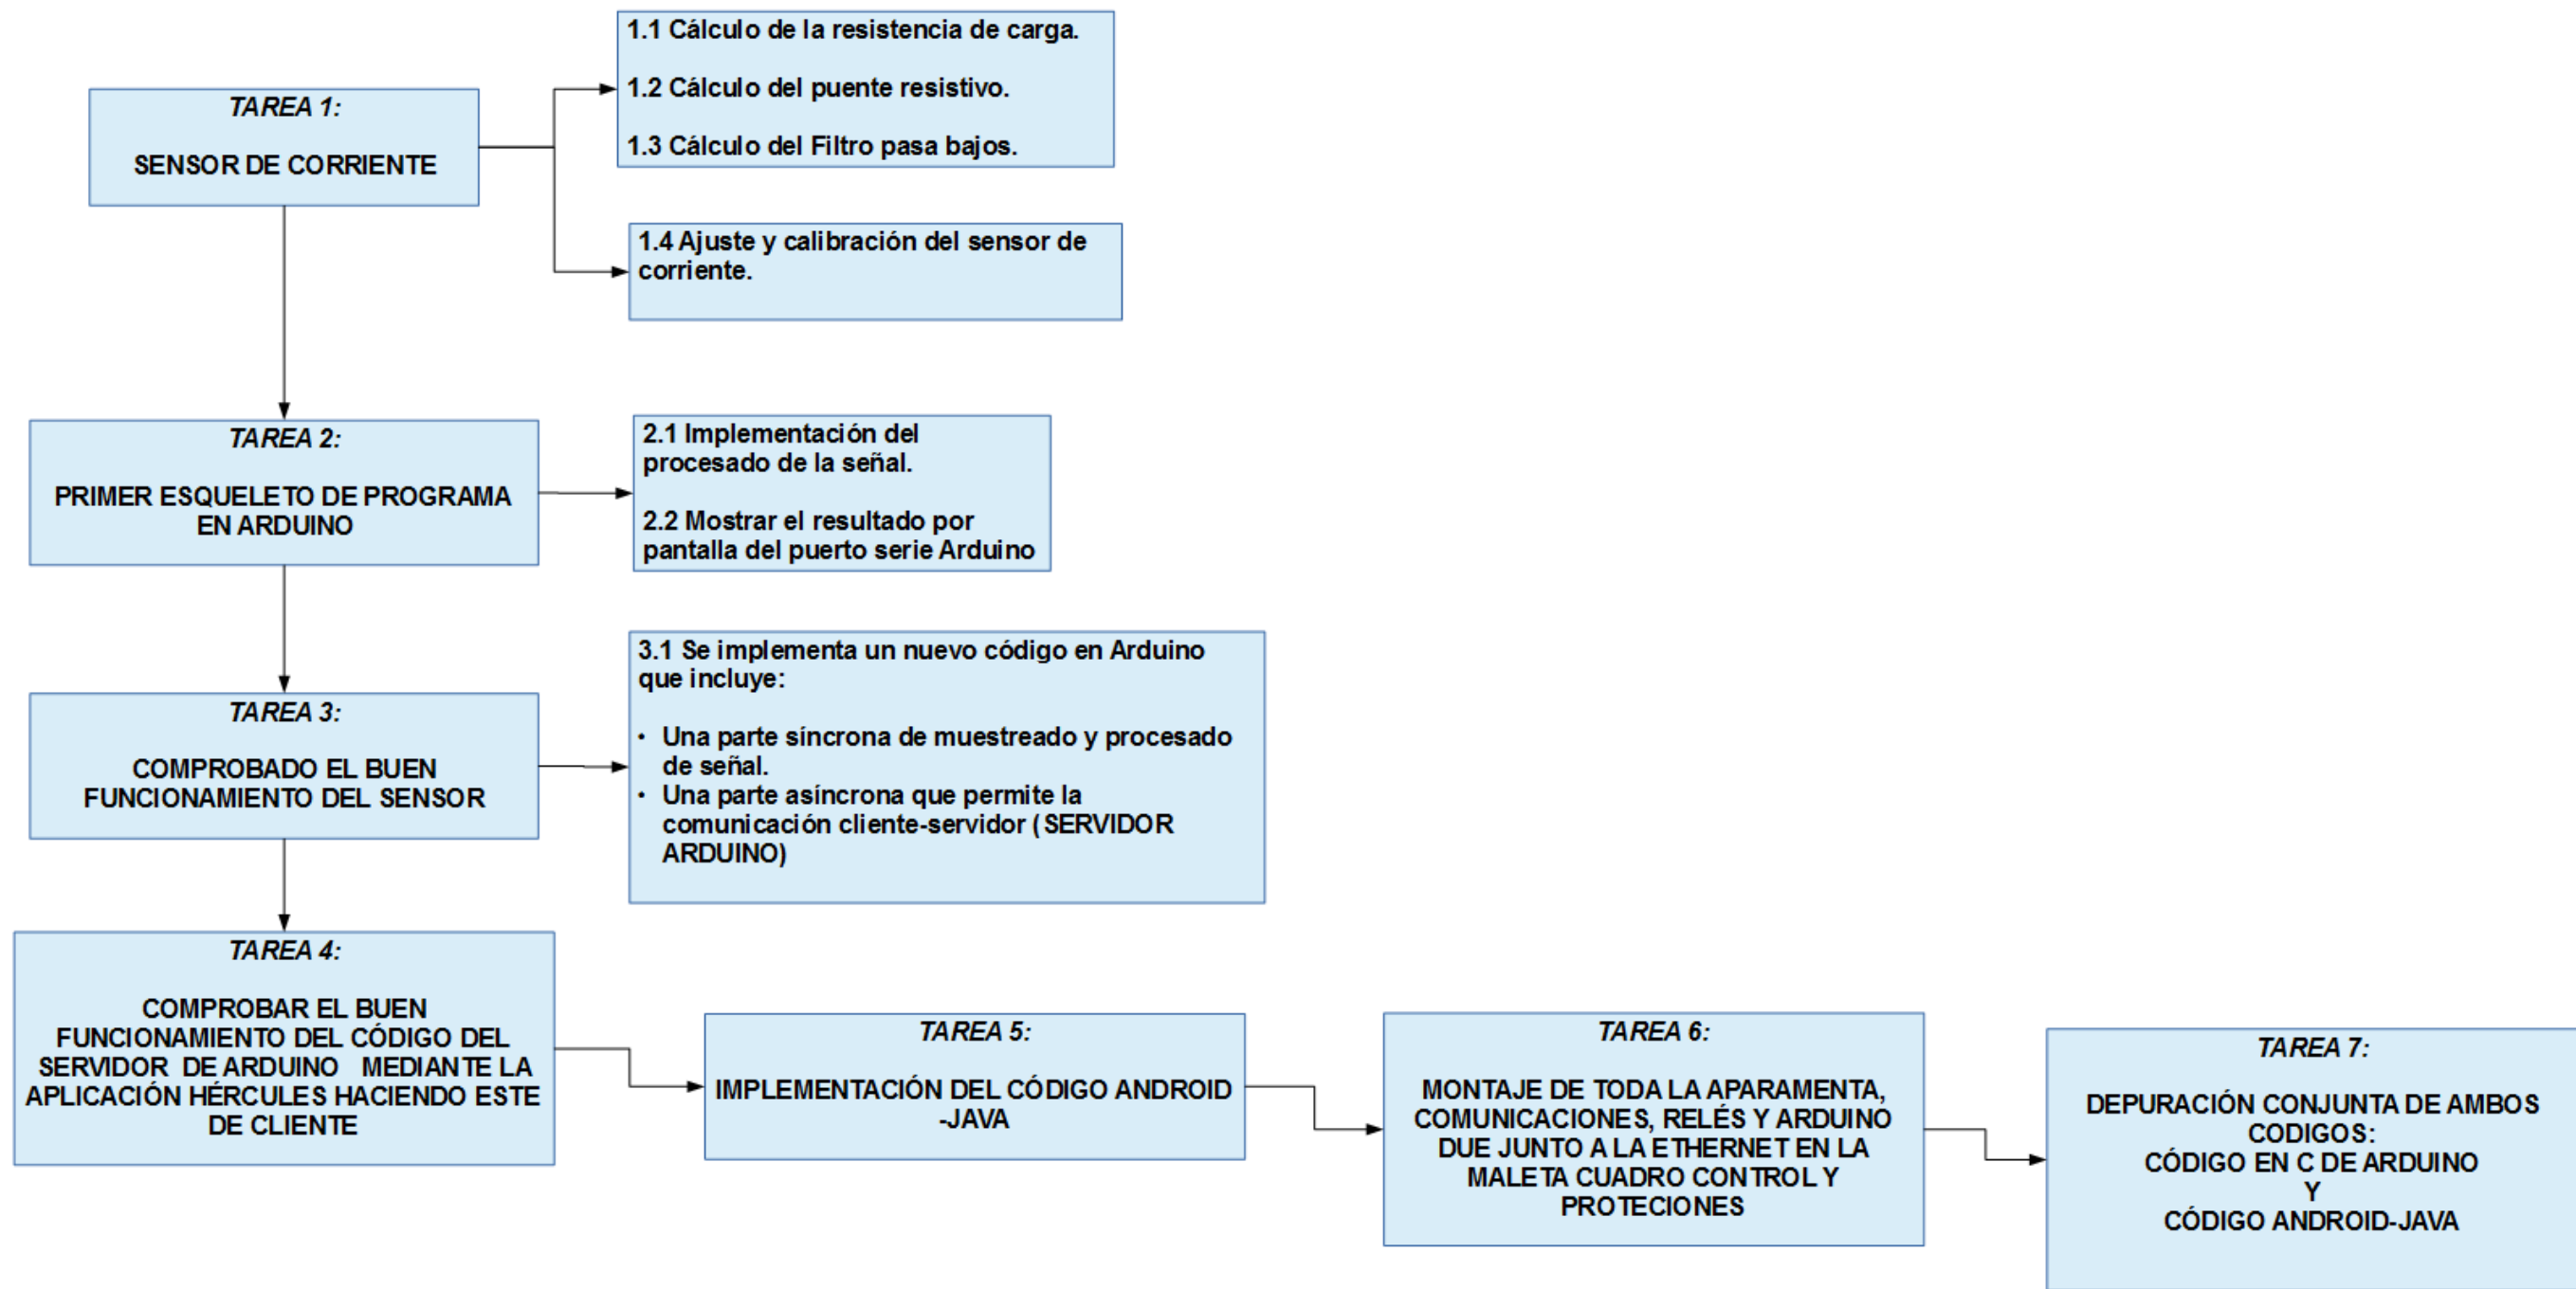 TAREA 1:
SENSOR DE CORRIENTE
1.1 Cálculo de la resistencia de carga.
1.2 Cálculo del puente resistivo.
1.3 Cálculo del Filtro pasa bajos.
1.4 Ajuste y calibración del sensor de
corriente.
TAREA 2:
PRIMER ESQUELETO DE PROGRAMA
EN ARDUINO
2.1 Implementación del
procesado de la señal.
2.2 Mostrar el resultado por
pantalla del puerto serie Arduino
TAREA 3:
COMPROBADO EL BUEN
FUNCIONAMIENTO DEL SENSOR
3.1 Se implementa un nuevo código en Arduino
que incluye:
• Una parte síncrona de muestreado y procesado
de señal.
• Una parte asíncrona que permite la
comunicación cliente-servidor (SERVIDOR
ARDUINO)
TAREA 4:
COMPROBAR EL BUEN
FUNCIONAMIENTO DEL CÓDIGO DEL
SERVIDOR DE ARDUINO MEDIANTE LA
APLICACIÓN HÉRCULES HACIENDO ESTE
DE CLIENTE
TAREA 5:
IMPLEMENTACIÓN DEL CÓDIGO ANDROID
-JAVA
TAREA 6:
MONTAJE DE TODA LA APARAMENTA,
COMUNICACIONES, RELÉS Y ARDUINO
DUE JUNTO A LA ETHERNET EN LA
MALETA CUADRO CONTROL Y
PROTECIONES
TAREA 7:
DEPURACIÓN CONJUNTA DE AMBOS
CODIGOS:
CÓDIGO EN C DE ARDUINO
Y
CÓDIGO ANDROID-JAVA